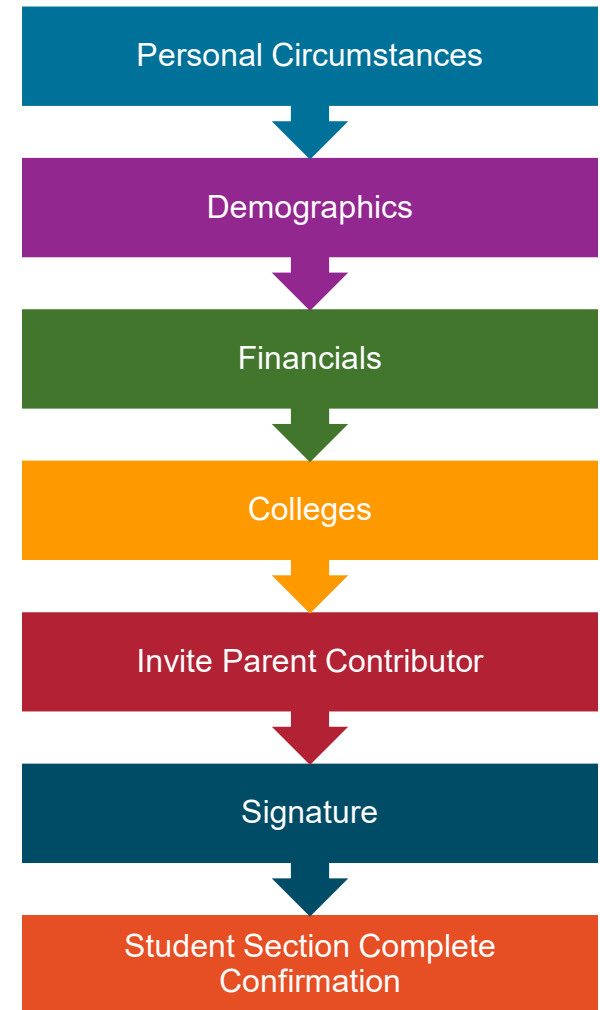 Personal Circumstances
Demographics
Financials
Colleges
Invite Parent Contributor
Signature
Student Section Complete
Confirmation